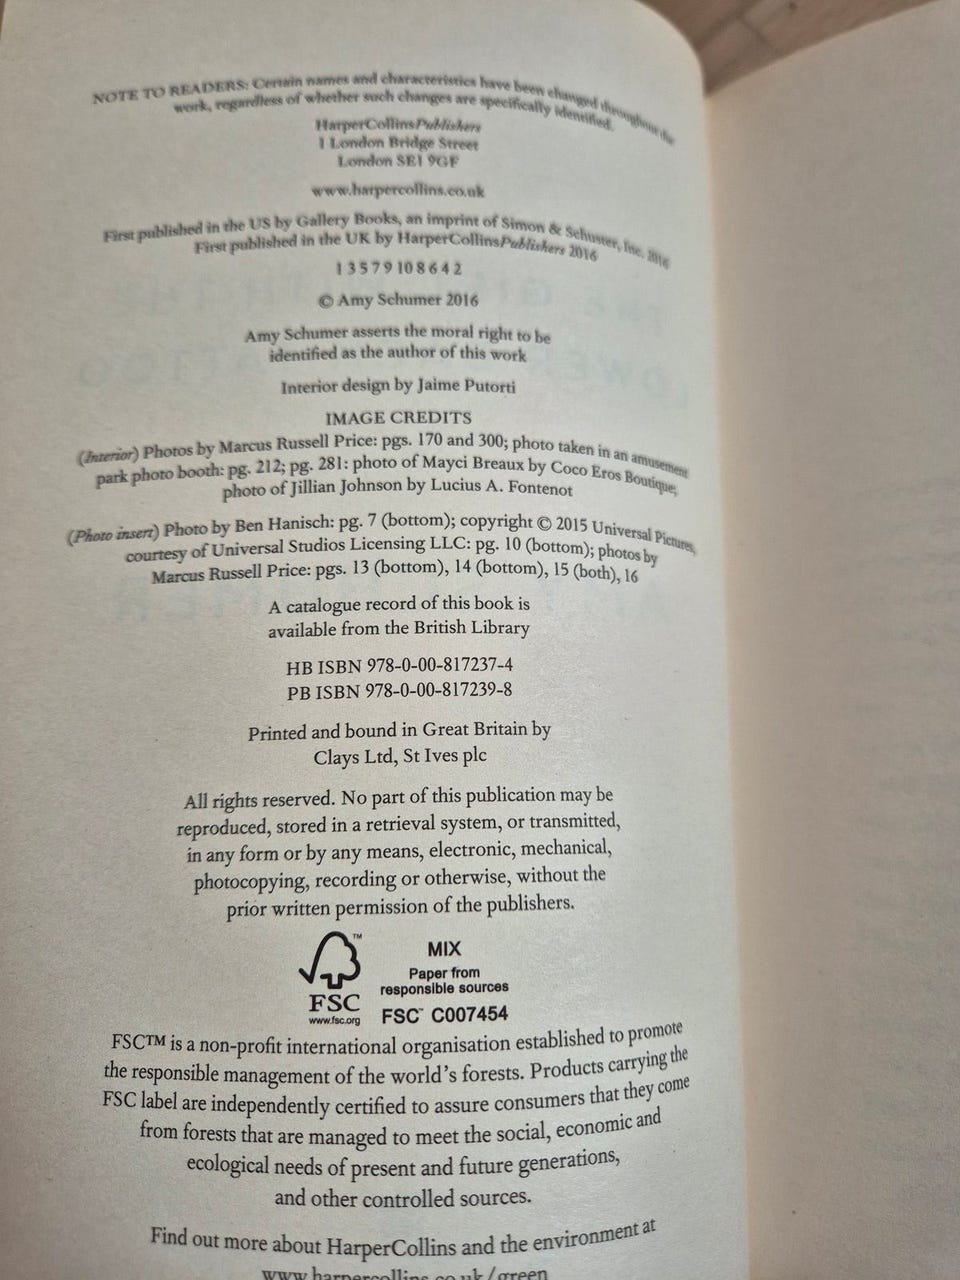 NOTE TO READERS: Certain names and characteristics have been changed throughout the
work, regardless of whether such changes are specifically identified.
HarperCollinsPublishers
1 London Bridge Street
London SE1 9GF
www.harpercollins.co.uk
First published in the US by Gallery Books, an imprint of Simon & Schuster, Inc. 2016
First published in the UK by HarperCollinsPublishers 2016
1 3 5 7 9 10 8 6 4 2
© Amy Schumer 2016
Amy Schumer asserts the moral right to be
identified as the author of this work
Interior design by Jaime Putorti
IMAGE CREDITS
(Interior) Photos by Marcus Russell Price: pgs. 170 and 300; photo taken in an amusement
park photo booth: pg. 212; pg. 281: photo of Mayci Breaux by Coco Eros Boutique,
photo of Jillian Johnson by Lucius A. Fontenot
(Photo insert) Photo by Ben Hanisch: pg. 7 (bottom); copyright © 2015 Universal Pictures,
courtesy of Universal Studios Licensing LLC: pg. 10 (bottom); photos by
Marcus Russell Price: pgs. 13 (bottom), 14 (bottom), 15 (both), 16
A catalogue record of this book is
available from the British Library
HB ISBN 978-0-00-817237-4
PB ISBN 978-0-00-817239-8
Printed and bound in Great Britain by
Clays Ltd, St Ives plc
All rights reserved. No part of this publication may be
reproduced, stored in a retrieval system, or transmitted,
in any form or by any means, electronic, mechanical,
photocopying, recording or otherwise, without the
prior written permission of the publishers.
FSC
www.fsc.org
MIX
Paper from
responsible sources
FSC™ C007454
FSC™ is a non-profit international organisation established to promote
the responsible management of the world's forests. Products carrying the
FSC label are independently certified to assure consumers that they come
from forests that are managed to meet the social, economic and
ecological needs of present and future generations,
and other controlled sources.
Find out more about HarperCollins and the environment at
www.harpercollins.co.uk/green